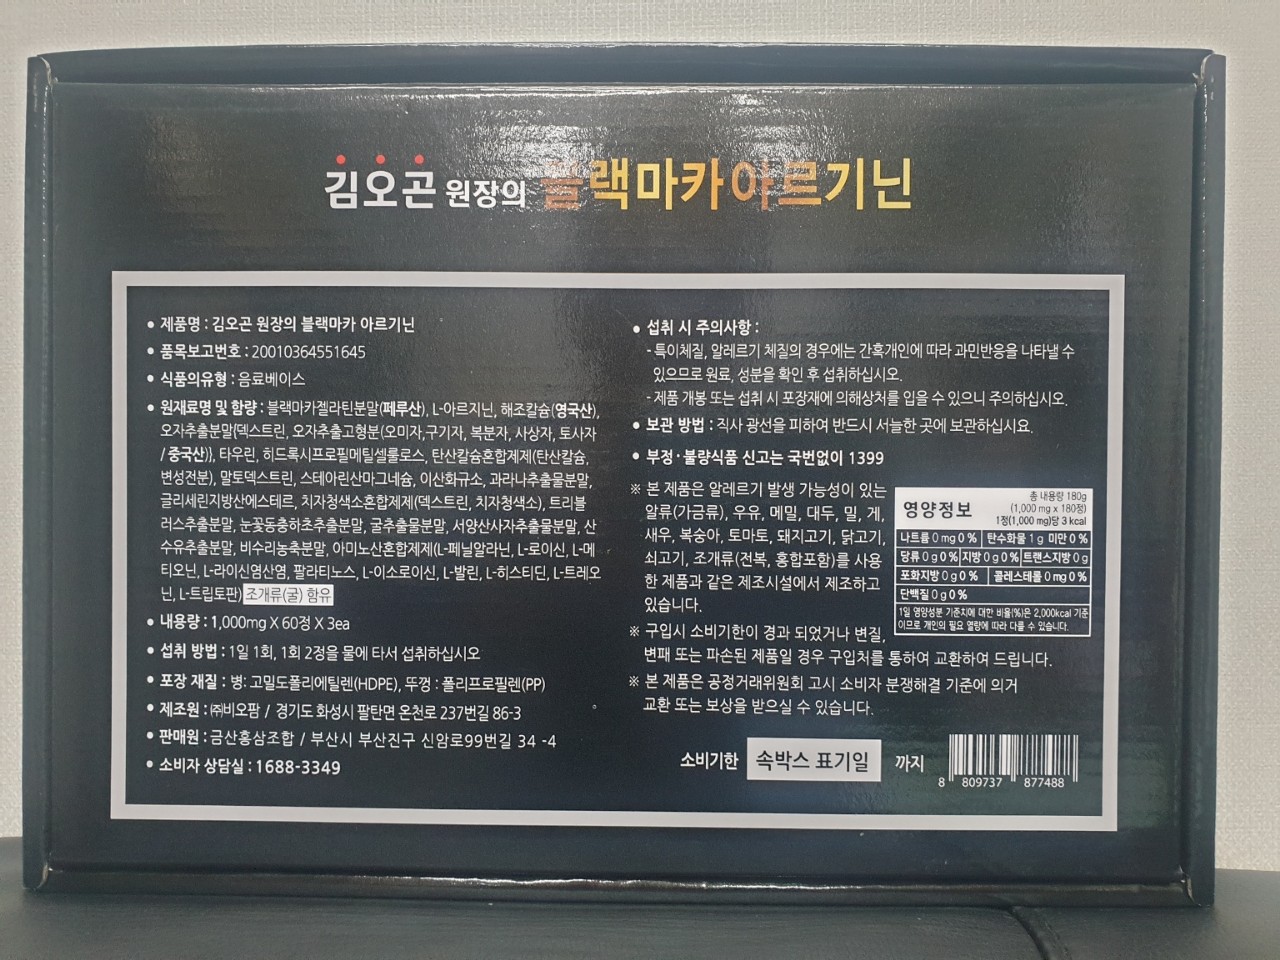 김오곤 원장의 블랙마카아르기닌
• 제품명 : 김오곤 원장의 블랙마카 아르기닌
• 품목보고번호 : 20010364551645
• 식품의유형 : 음료베이스
• 원재료명 및 함량 : 블랙마카젤라틴분말(페루산), L-아르지닌, 해조칼슘(영국산),
오자추출분말{덱스트린, 오자추출고형분(오미자,구기자, 복분자, 사상자, 토사자
/ 중국산)}, 타우린, 히드록시프로필메틸셀룰로스, 탄산칼슘혼합제제(탄산칼슘,
변성전분), 말토덱스트린, 스테아린산마그네슘, 이산화규소, 과라나추출물분말,
글리세린지방산에스테르, 치자청색소혼합제제(덱스트린, 치자청색소), 트리블
러스추출분말, 눈꽃동충하초추출분말, 굴추출물분말, 서양산사자추출물분말, 산
수유추출분말, 비수리농축분말, 아미노산혼합제제(L-페닐알라닌, L-로이신, L-메
티오닌, L-라이신염산염, 팔라티노스, L-이소로이신, L-발린, L-히스티딘, L-트레오
닌, L-트립토판) 조개류(굴) 함유
• 내용량 : 1,000mg X 60정 X 3ea
• 섭취 방법 : 1일 1회, 1회 2정을 물에 타서 섭취하십시오
• 포장 재질 : 병: 고밀도폴리에틸렌(HDPE), 뚜껑 : 폴리프로필렌(PP)
• 제조원 : ㈜비오팜 / 경기도 화성시 팔탄면 온천로 237번길 86-3
• 판매원 : 금산홍삼조합 / 부산시 부산진구 신암로99번길 34 -4
• 소비자 상담실 : 1688-3349
• 섭취 시 주의사항 :
- 특이체질, 알레르기 체질의 경우에는 간혹개인에 따라 과민반응을 나타낼 수
있으므로 원료, 성분을 확인 후 섭취하십시오.
- 제품 개봉 또는 섭취 시 포장재에 의해상처를 입을 수 있으니 주의하십시오.
• 보관 방법 : 직사 광선을 피하여 반드시 서늘한 곳에 보관하십시요.
• 부정·불량식품 신고는 국번없이 1399
※ 본 제품은 알레르기 발생 가능성이 있는
알류(가금류), 우유, 메밀, 대두, 밀, 게,
새우, 복숭아, 토마토, 돼지고기, 닭고기,
쇠고기, 조개류(전복, 홍합포함)를 사용
한 제품과 같은 제조시설에서 제조하고
있습니다.
※ 구입시 소비기한이 경과 되었거나 변질,
변패 또는 파손된 제품일 경우 구입처를 통하여 교환하여 드립니다.
※ 본 제품은 공정거래위원회 고시 소비자 분쟁해결 기준에 의거
교환 또는 보상을 받으실 수 있습니다.
영양정보
총 내용량 180g
(1,000 mg x 180정)
1정(1,000 mg)당 3 kcal
나트륨 0 mg 0 % 탄수화물 1 g 미만 0 %
당류 0 g 0 % 지방 0 g 0 % 트랜스지방 0 g
포화지방 0 g 0 % 콜레스테롤 0 mg 0 %
단백질 0 g 0 %
1일 영양성분 기준치에 대한 비율(%)은 2,000kcal 기준
이므로 개인의 필요 열량에 따라 다를 수 있습니다.
소비기한 속박스 표기일 까지
8 809737 877488